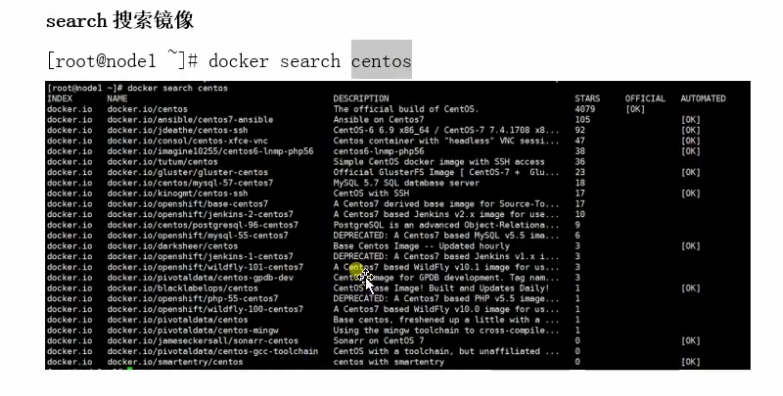 search 搜索镜像
[root@node1 ~]# docker search centos
[root@node1 ~]# docker search centos
INDEX NAME DESCRIPTION STARS OFFICIAL AUTOMATED
docker.io docker.io/centos The official build of CentOS. 4079 [OK]
docker.io docker.io/ansible/centos7-ansible Ansible on Centos7 105 [OK]
docker.io docker.io/jdeathe/centos-ssh CentOS-6 6.9 x86_64 / CentOS-7 7.4.1708 x8... 92 [OK]
docker.io docker.io/consol/centos-xfce-vnc Centos container with "headless" VNC sessi... 47 [OK]
docker.io docker.io/imagine10255/centos6-lnmp-php56 centos6-lnmp-php56 38 [OK]
docker.io docker.io/tutum/centos Simple CentOS docker image with SSH access 36
docker.io docker.io/gluster/gluster-centos Official GlusterFS Image [ CentOS-7 + Glu... 23 [OK]
docker.io docker.io/centos/mysql-57-centos7 MySQL 5.7 SQL database server 18
docker.io docker.io/kinogmt/centos-ssh CentOS with SSH 17 [OK]
docker.io docker.io/openshift/base-centos7 A Centos7 derived base image for Source-To... 17
docker.io docker.io/openshift/jenkins-2-centos7 A Centos7 based Jenkins v2.x image for use... 10
docker.io docker.io/centos/postgresql-96-centos7 PostgreSQL is an advanced Object-Relationa... 9
docker.io docker.io/openshift/mysql-55-centos7 DEPRECATED: A Centos7 based MySQL v5.5 ima... 6
docker.io docker.io/darksheer/centos Base Centos Image -- Updated hourly 3 [OK]
docker.io docker.io/openshift/jenkins-1-centos7 DEPRECATED: A Centos7 based Jenkins v1.x i... 3
docker.io docker.io/openshift/wildfly-101-centos7 A Centos7 based WildFly v10.1 image for us... 3
docker.io docker.io/pivotaldata/centos-gpdb-dev CentOS image for GPDB development. Tag nam... 3
docker.io docker.io/blacklabelops/centos CentOS Base Image! Built and Updates Daily! 1 [OK]
docker.io docker.io/openshift/php-55-centos7 DEPRECATED: A Centos7 based PHP v5.5 image... 1
docker.io docker.io/openshift/wildfly-100-centos7 A Centos7 based WildFly v10.0 image for us... 1
docker.io docker.io/pivotaldata/centos Base centos, freshened up a little with a ... 1
docker.io docker.io/pivotaldata/centos-mingw Using the mingw toolchain to cross-compile... 1
docker.io docker.io/jameseckersall/sonarr-centos Sonarr on CentOS 7 0 [OK]
docker.io docker.io/pivotaldata/centos-gcc-toolchain CentOS with a toolchain, but unaffiliated ... 0
docker.io docker.io/smartentry/centos centos with smartentry 0 [OK]